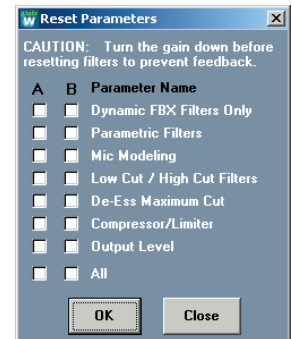 Reset Parameters
CAUTION: Turn the gain down before
resetting filters to prevent feedback.
A B Parameter Name
Dynamic FBX Filters Only
Parametric Filters
Mic Modeling
Low Cut / High Cut Filters
De-Ess Maximum Cut
Compressor/Limiter
Output Level
All
OK Close